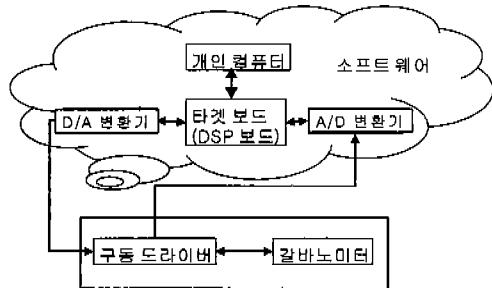 개인 컴퓨터
소프트웨어
D/A 변환기
타겟 보드
(DSP 보드)
A/D 변환기
구동 드라이버
갈바노미터